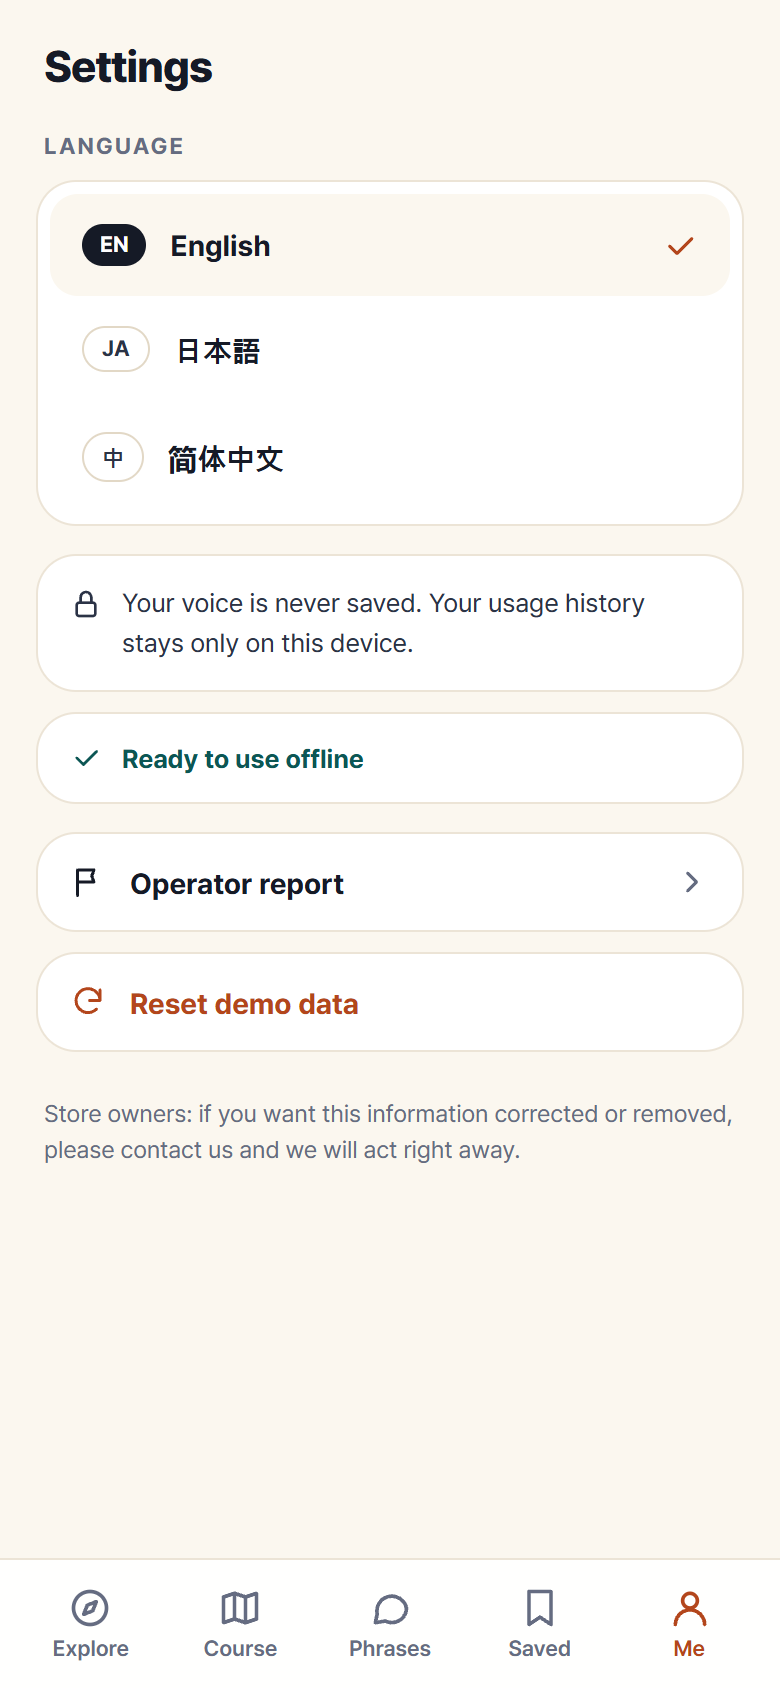 Settings
LANGUAGE
EN English
JA 日本語
中 简体中文
Your voice is never saved. Your usage history
stays only on this device.
Ready to use offline
Operator report
Reset demo data
Store owners: if you want this information corrected or removed,
please contact us and we will act right away.
Explore Course Phrases Saved Me